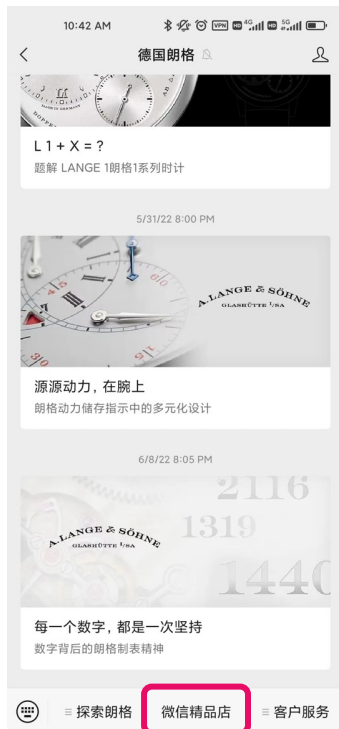 10:42 AM
VPN
HD
4G
HD
5G
德国朗格
L 1 + X = ?
题解 LANGE 1朗格1系列时计
5/31/22 8:00 PM
A. LANGE & SÖHNE
GLASHÜTTE I/SA
源源动力，在腕上
朗格动力储存指示中的多元化设计
6/8/22 8:05 PM
2116
1319
1440
A. LANGE & SÖHNE
GLASHÜTTE I/SA
每一个数字，都是一次坚持
数字背后的朗格制表精神
探索朗格
微信精品店
客户服务